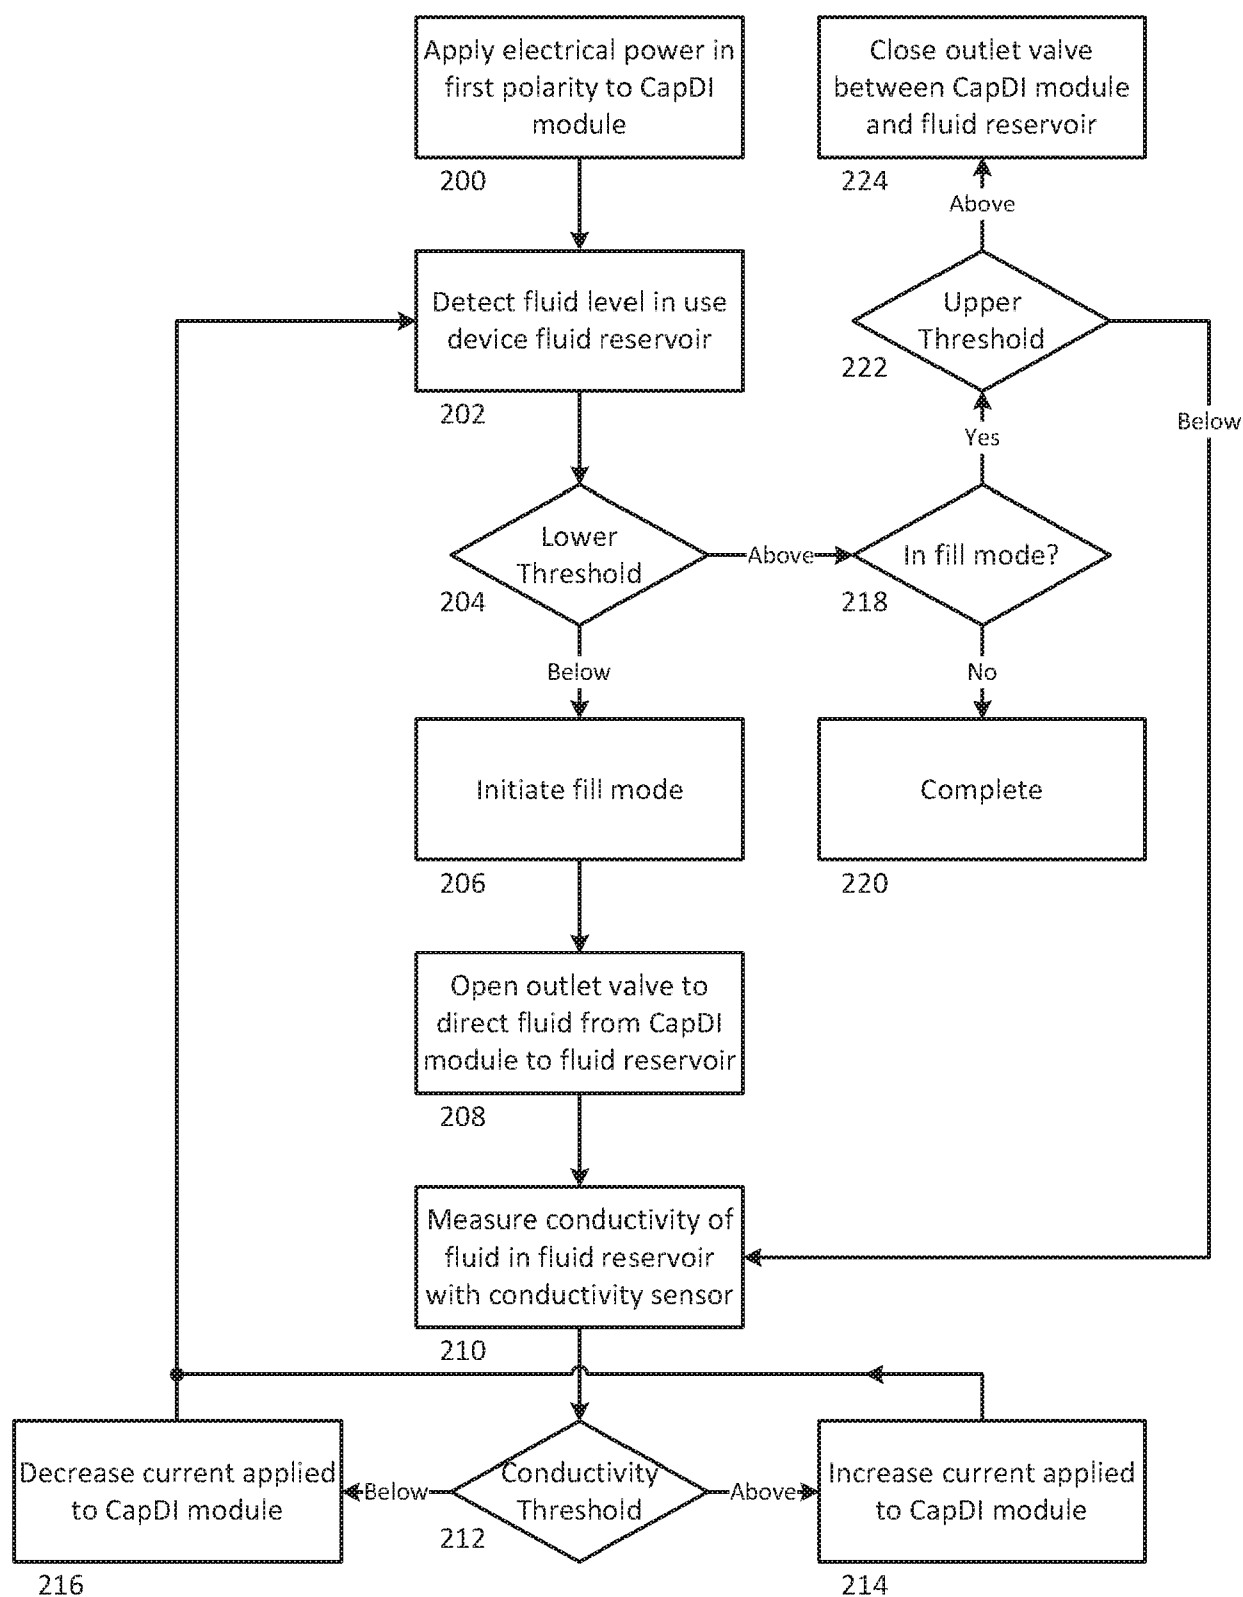 Apply electrical power in
first polarity to CapDI
module
200
Close outlet valve
between CapDI module
and fluid reservoir
224
Above
Detect fluid level in use
device fluid reservoir
202
Upper
Threshold
222
Below
Yes
Lower
Threshold
204
Above
In fill mode?
218
Below
No
Initiate fill mode
206
Complete
220
Open outlet valve to
direct fluid from CapDI
module to fluid reservoir
208
Measure conductivity of
fluid in fluid reservoir
with conductivity sensor
210
Decrease current applied
to CapDI module
216
Below
Conductivity
Threshold
212
Above
Increase current applied
to CapDI module
214